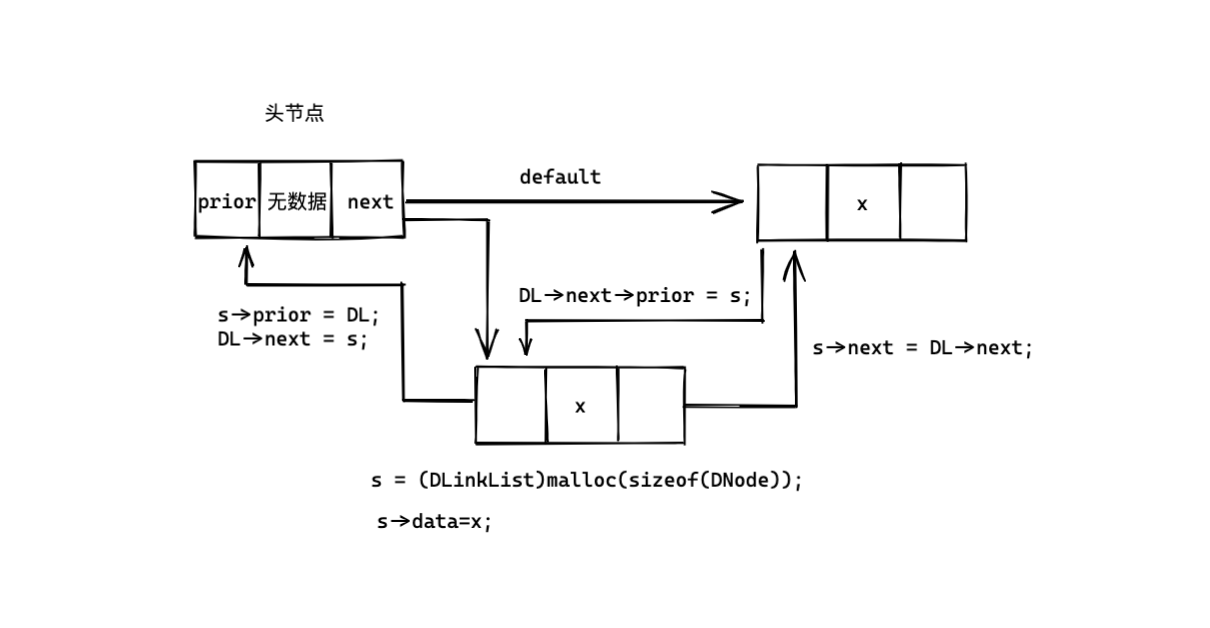 头节点
default
prior 无数据 next
x
DL->next->prior = s;
s->prior = DL;
DL->next = s;
s->next = DL->next;
x
s = (DLinkList)malloc(sizeof(DNode));
s->data=x;